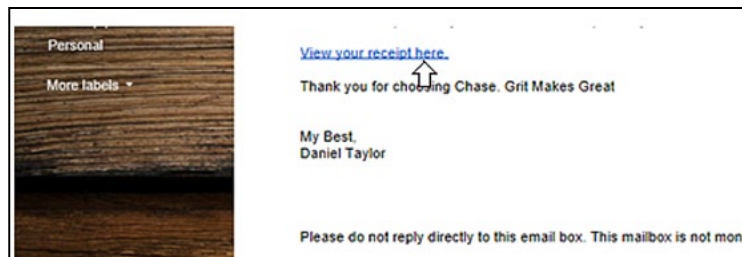 Personal
More labels
View your receipt here.
Thank you for choosing Chase. Grit Makes Great
My Best,
Daniel Taylor
Please do not reply directly to this email box. This mailbox is not mon